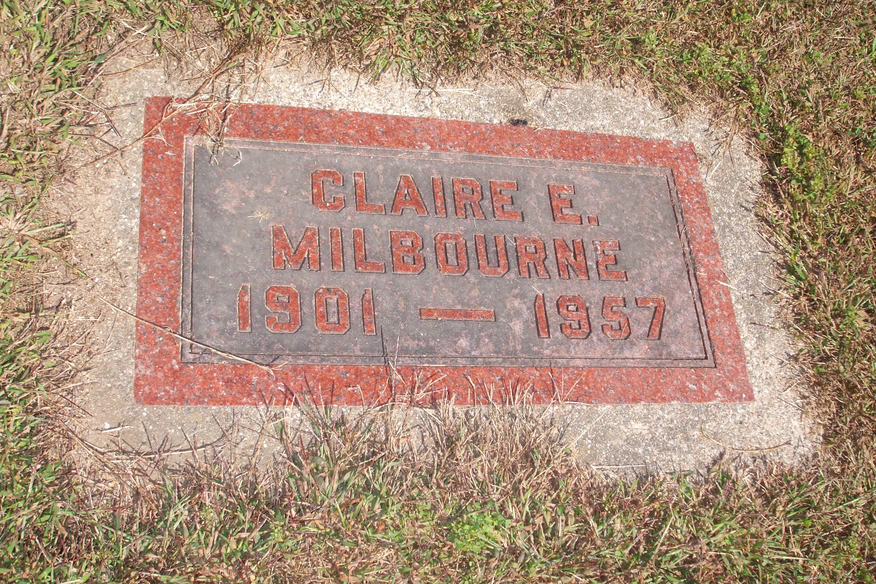 CLAIRE E.
MILBOURNE
1901 — 1957